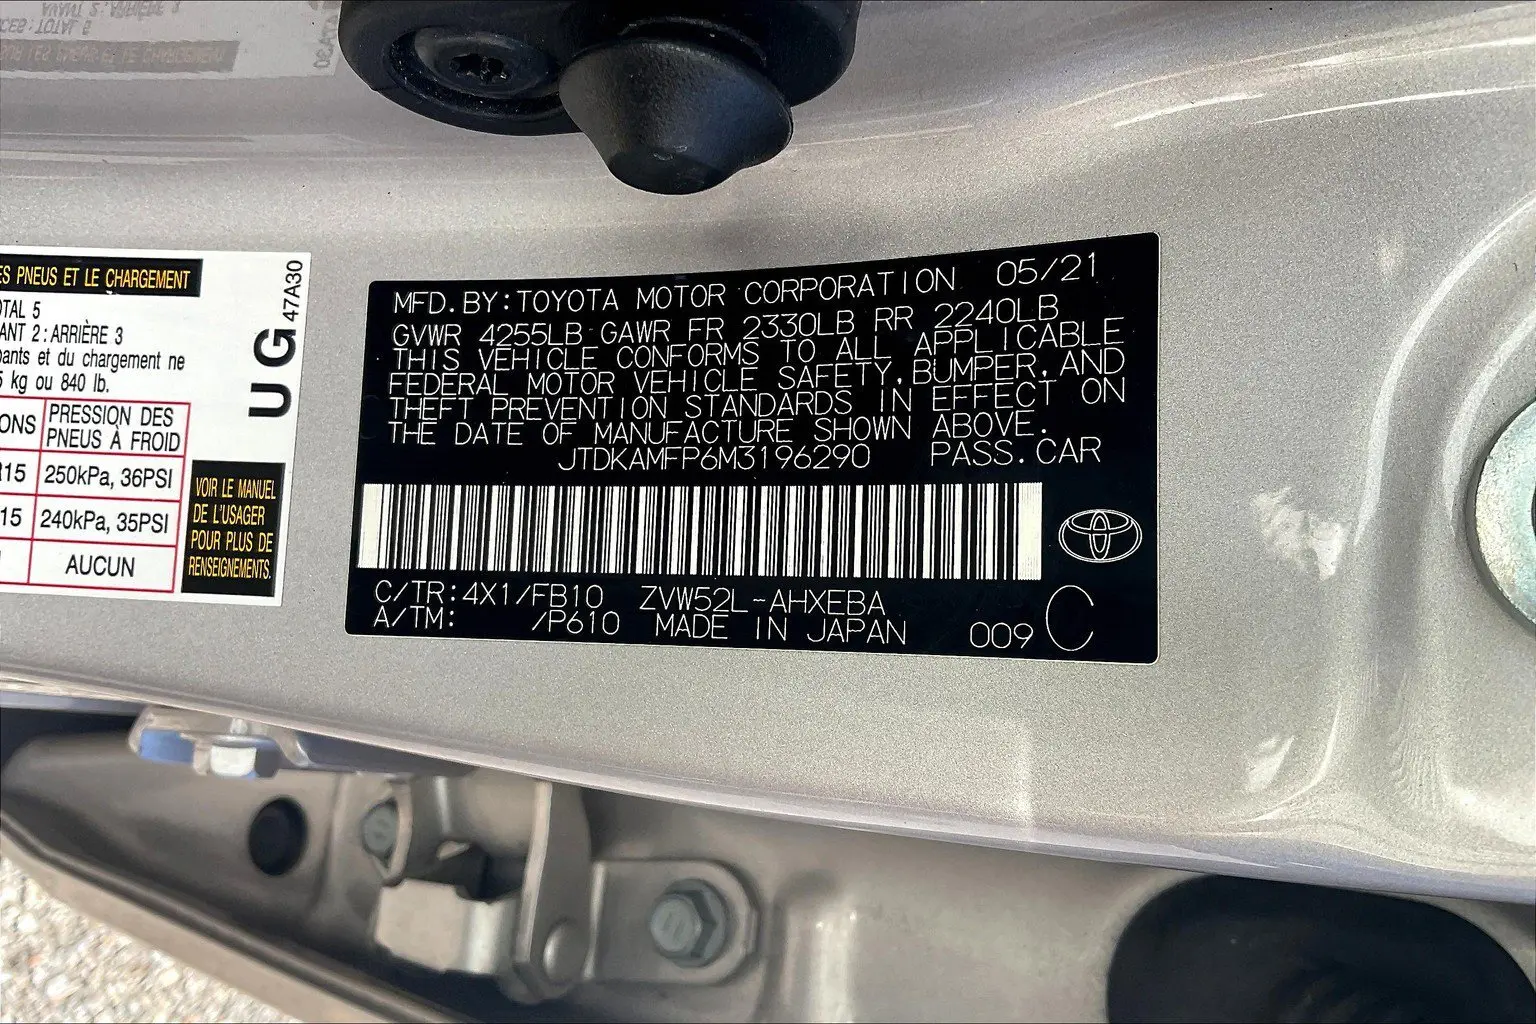 ES PNEUS ET LE CHARGEMENT
TAL 5
ANT 2 : ARRIÈRE 3
pants et du chargement ne
5 kg ou 840 lb.
ONS PRESSION DES PNEUS À FROID
R15 250kPa, 36PSI
15 240kPa, 35PSI
AUCUN
47A30
UG
VOIR LE MANUEL
DE L'USAGER
POUR PLUS DE
RENSEIGNEMENTS.
MFD. BY: TOYOTA MOTOR CORPORATION 05/21
GVWR 4255LB GAWR FR 2330LB RR 2240LB
THIS VEHICLE CONFORMS TO ALL APPLICABLE
FEDERAL MOTOR VEHICLE SAFETY, BUMPER, AND
THEFT PREVENTION STANDARDS IN EFFECT ON
THE DATE OF MANUFACTURE SHOWN ABOVE.
JTDKAMFP6M3196290 PASS. CAR
C/TR: 4X1/FB10 ZVW52L-AHXEBA
A/TM: /P610 MADE IN JAPAN 009 C